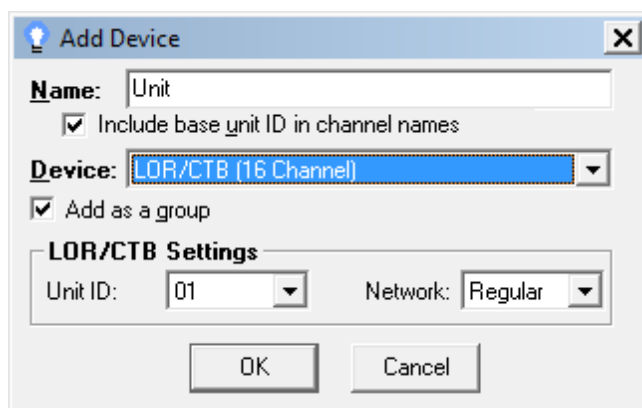 Add Device
Name: Unit
Include base unit ID in channel names
Device: LOR/CTB (16 Channel)
Add as a group
LOR/CTB Settings
Unit ID: 01 Network: Regular
OK Cancel